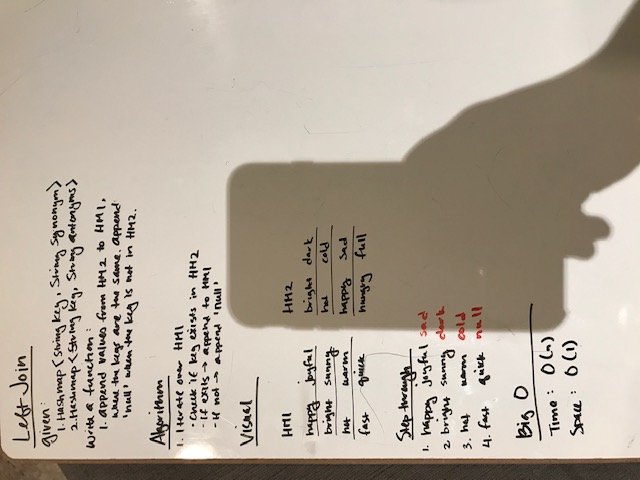 Left Join
given:
1. Hashmap <String key, String Synonym>
2. Hashmap <String key, String antonyms>
write a function:
1. append values from HM2 to HM1,
where the keys are the same. append
'null' when the key is not in HM2.
Algorithm
1. Iterate over HM1
- Check if key exists in HM2
- If exits → append to HM1
- If not → append 'null'
Visual
HM1 HM2
happy joyful bright dark
bright sunny hot cold
hot warm happy sad
fast quick hungry full
Step through
1. happy joyful sad
2. bright sunny dark
3. hot warm cold
4. fast quick null
Big O
Time: O(n)
Space: O(1)